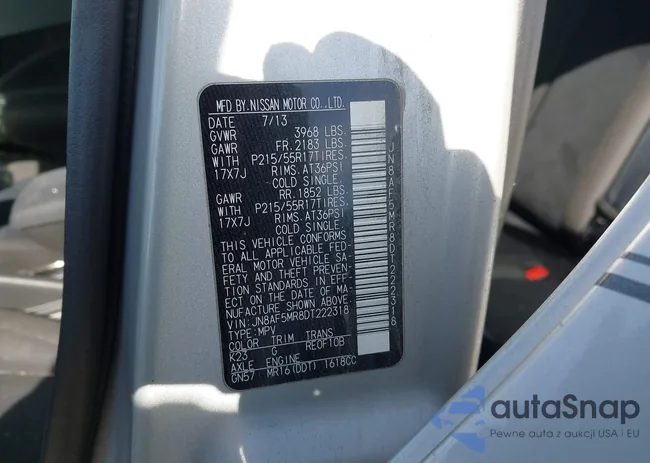 MFD BY.NISSAN MOTOR CO.,LTD.
DATE 7/13
GVWR 3968 LBS.
GAWR FR.2183 LBS
WITH P215/55R17TIRES,
17X7J RIMS.AT36PSI
COLD SINGLE.
GAWR RR.1852 LBS
WITH P215/55R17TIRES,
17X7J RIMS.AT36PSI
COLD SINGLE.
THIS VEHICLE CONFORMS
TO ALL APPLICABLE FED-
ERAL MOTOR VEHICLE SA-
FETY AND THEFT PREVEN-
TION STANDARDS IN EFF-
ECT ON THE DATE OF MA-
NUFACTURE SHOWN ABOVE.
VIN:JN8AF5MR8DT222318
TYPE:MPV
COLOR TRIM TRANS
K23 G RE0F10B
AXLE ENGINE
GN57 MR16(DDT) 1618CC
JN8AF5MR8DT222318
autaSnap
Pewne auta z aukcji USA i EU